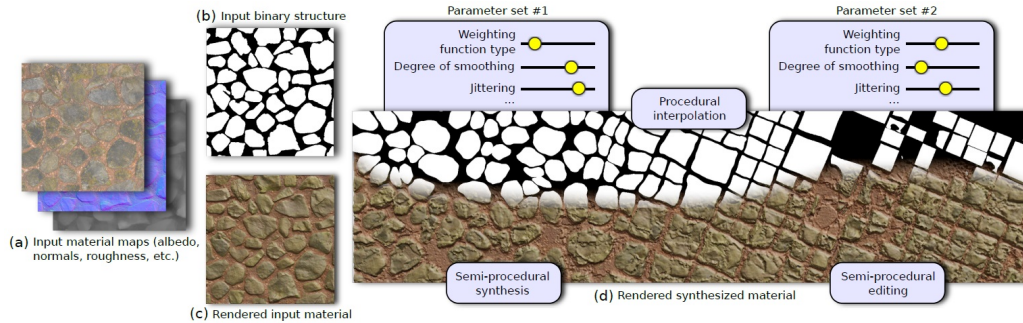 (b) Input binary structure
(a) Input material maps (albedo,
normals, roughness, etc.)
(c) Rendered input material
Parameter set #1
Weighting
function type
Degree of smoothing
Jittering
...
Procedural
interpolation
Parameter set #2
Weighting
function type
Degree of smoothing
Jittering
...
Semi-procedural
synthesis
Semi-procedural
editing
(d) Rendered synthesized material